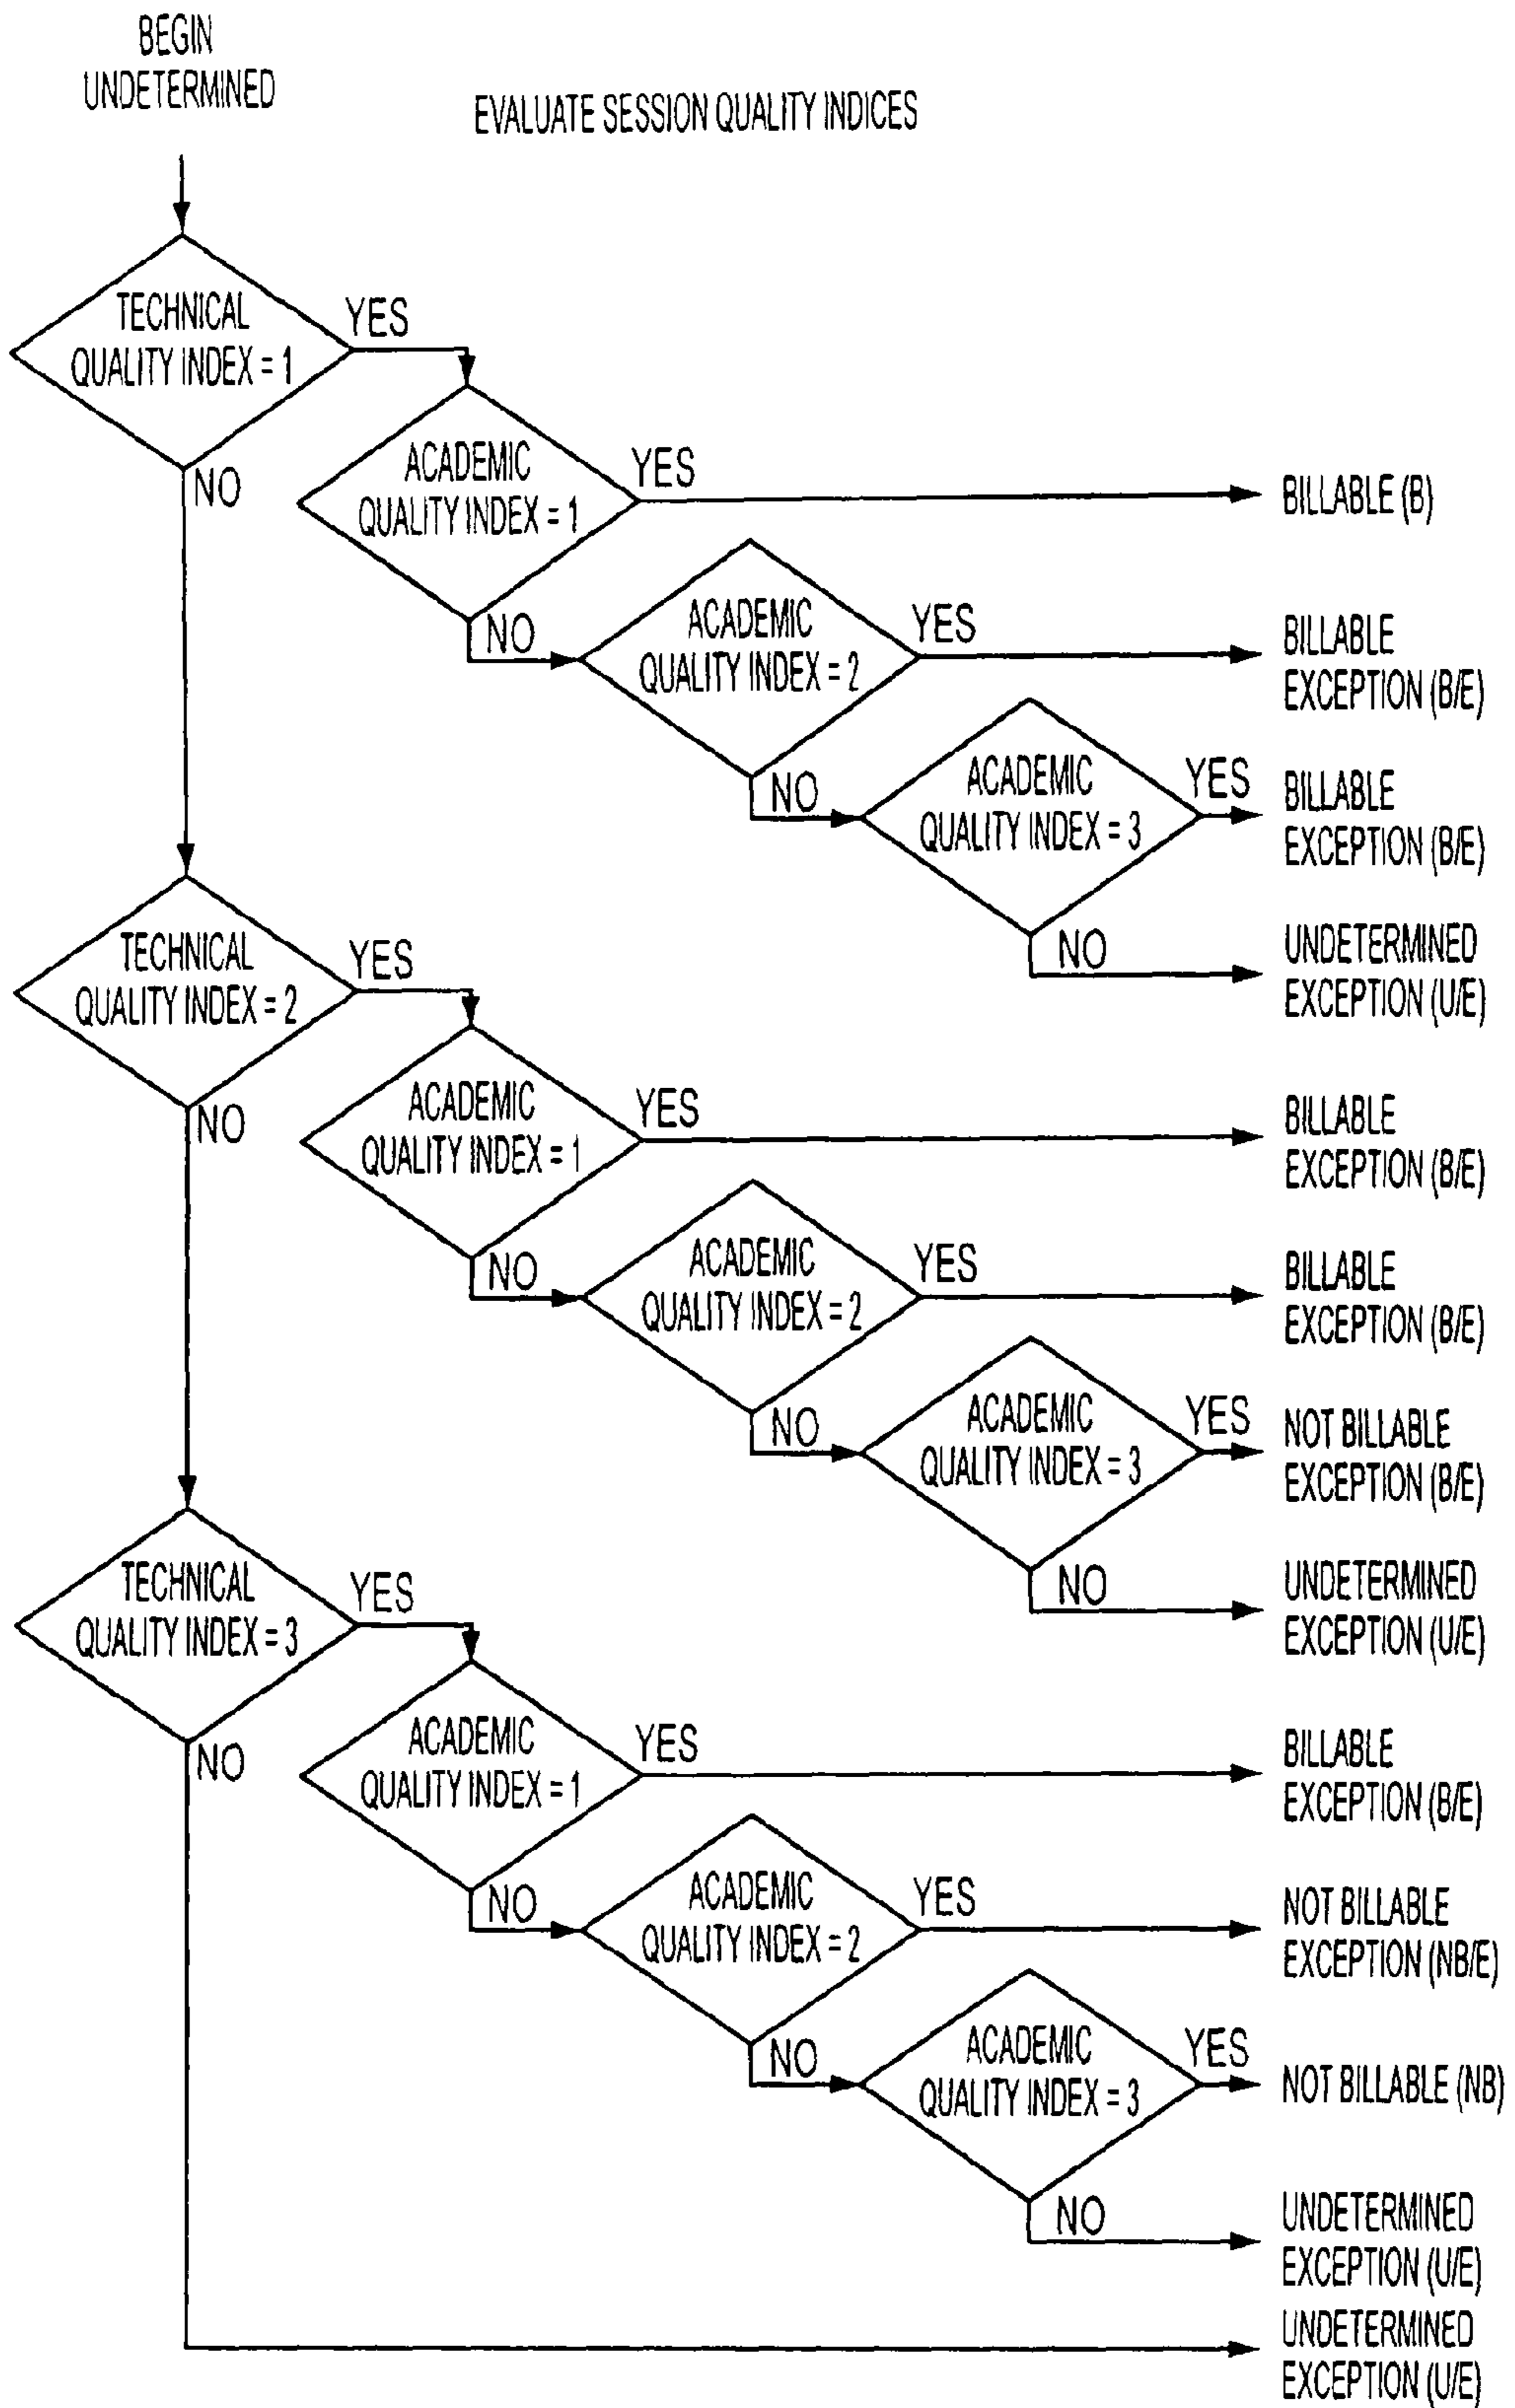 BEGIN
UNDETERMINED
EVALUATE SESSION QUALITY INDICES
TECHNICAL
QUALITY INDEX = 1
YES
NO
ACADEMIC
QUALITY INDEX = 1
YES
BILLABLE (B)
NO
ACADEMIC
QUALITY INDEX = 2
YES
BILLABLE
EXCEPTION (B/E)
NO
ACADEMIC
QUALITY INDEX = 3
YES
BILLABLE
EXCEPTION (B/E)
NO
UNDETERMINED
EXCEPTION (U/E)
TECHNICAL
QUALITY INDEX = 2
YES
NO
ACADEMIC
QUALITY INDEX = 1
YES
BILLABLE
EXCEPTION (B/E)
NO
ACADEMIC
QUALITY INDEX = 2
YES
BILLABLE
EXCEPTION (B/E)
NO
ACADEMIC
QUALITY INDEX = 3
YES
NOT BILLABLE
EXCEPTION (B/E)
NO
UNDETERMINED
EXCEPTION (U/E)
TECHNICAL
QUALITY INDEX = 3
YES
NO
ACADEMIC
QUALITY INDEX = 1
YES
BILLABLE
EXCEPTION (B/E)
NO
ACADEMIC
QUALITY INDEX = 2
YES
NOT BILLABLE
EXCEPTION (NB/E)
NO
ACADEMIC
QUALITY INDEX = 3
YES
NOT BILLABLE (NB)
NO
UNDETERMINED
EXCEPTION (U/E)
UNDETERMINED
EXCEPTION (U/E)